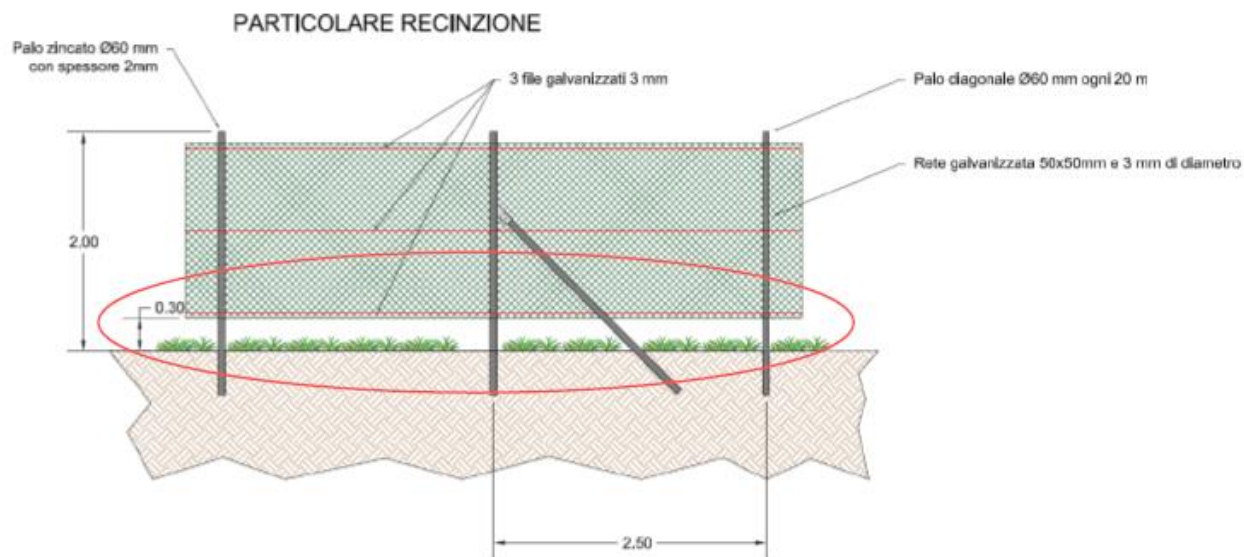 PARTICOLARE RECINZIONE
Palo zincato Ø60 mm
con spessore 2mm
3 file galvanizzati 3 mm
Palo diagonale Ø60 mm ogni 20 m
Rete galvanizzata 50x50mm e 3 mm di diametro
2.00
0.30
2.50